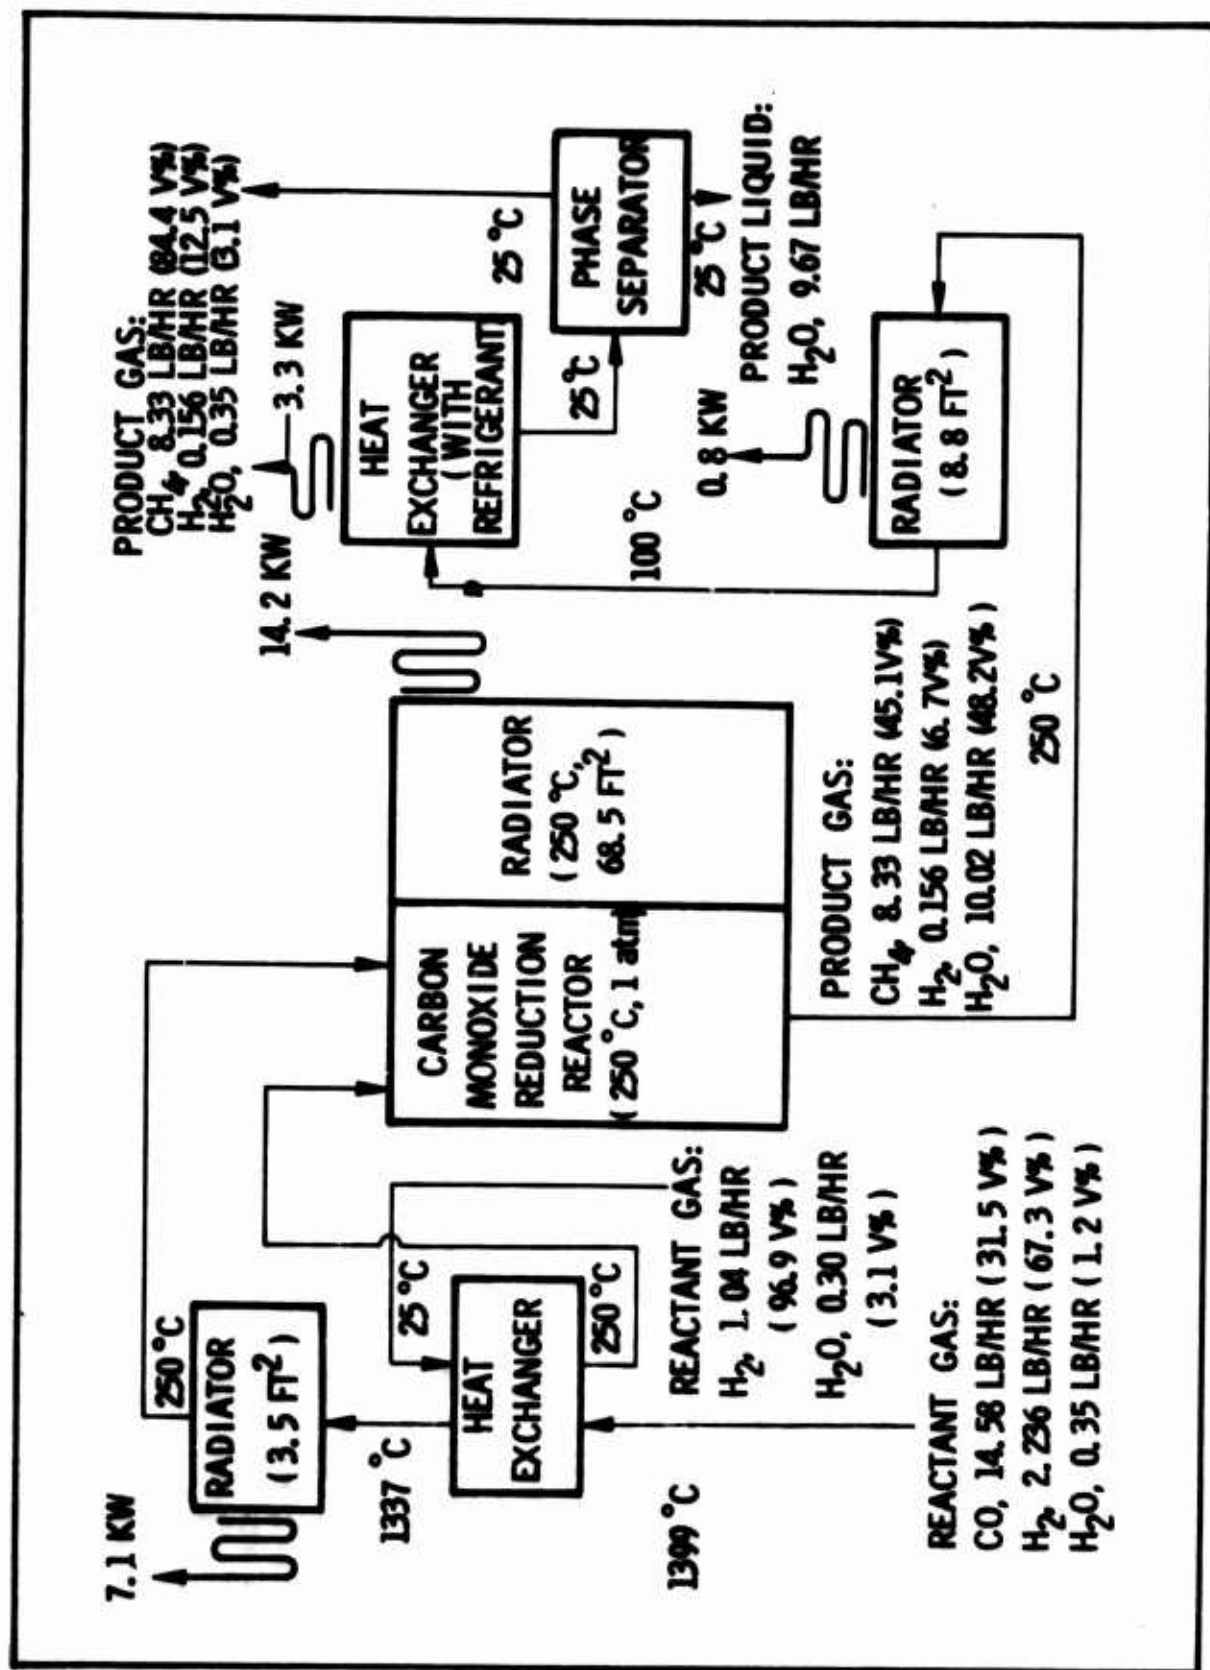 7.1 KW
RADIATOR
(3.5 FT²)
250 °C
1337 °C
HEAT
EXCHANGER
25 °C
250 °C
1399 °C
REACTANT GAS:
H₂, 1.04 LB/HR
(96.9 V%)
H₂O, 0.30 LB/HR
(3.1 V%)
REACTANT GAS:
CO, 14.58 LB/HR (31.5 V%)
H₂, 2.236 LB/HR (67.3 V%)
H₂O, 0.35 LB/HR (1.2 V%)
CARBON
MONOXIDE
REDUCTION
REACTOR
(250 °C, 1 atm)
RADIATOR
(250 °C,
68.5 FT²)
14.2 KW
PRODUCT GAS:
CH₄, 8.33 LB/HR (45.1V%)
H₂, 0.156 LB/HR (6.7V%)
H₂O, 10.02 LB/HR (48.2V%)
250 °C
PRODUCT GAS:
CH₄, 8.33 LB/HR (84.4 V%)
H₂, 0.156 LB/HR (12.5 V%)
H₂O, 0.35 LB/HR (3.1 V%)
3.3 KW
HEAT
EXCHANGER
(WITH
REFRIGERANT)
25 °C
25 °C
PHASE
SEPARATOR
25 °C
PRODUCT LIQUID:
H₂O, 9.67 LB/HR
100 °C
0.8 KW
RADIATOR
(8.8 FT²)